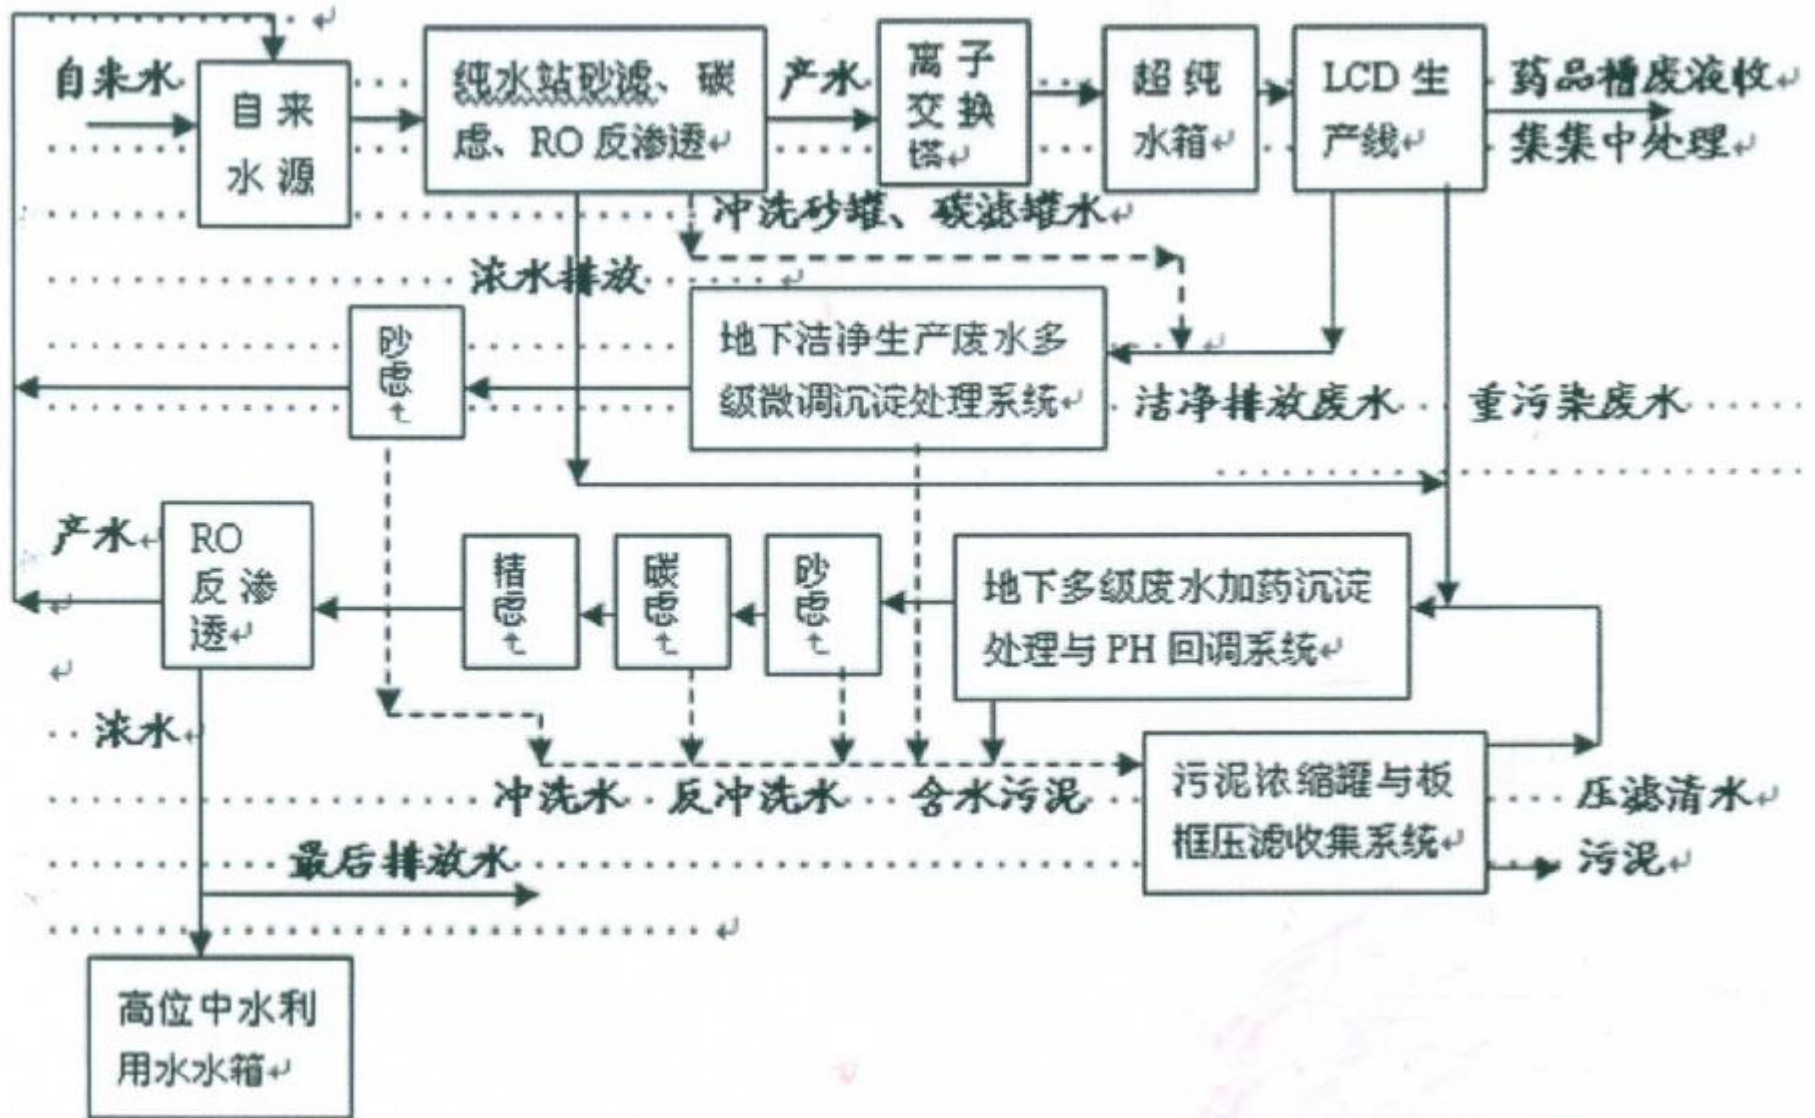 自来水
自来
水源
纯水站砂滤、碳
虑、RO 反渗透
产水
离子
交换
塔
超纯
水箱
LCD 生
产线
药品槽废液收
集集中处理
冲洗砂罐、碳滤罐水
浓水排放
砂虑
地下洁净生产废水多
级微调沉淀处理系统
洁净排放废水
重污染废水
产水
RO
反渗
透
精虑
碳虑
砂虑
地下多级废水加药沉淀
处理与 PH 回调系统
浓水
冲洗水
反冲洗水
含水污泥
污泥浓缩罐与板
框压滤收集系统
压滤清水
污泥
最后排放水
高位中水利
用水水箱